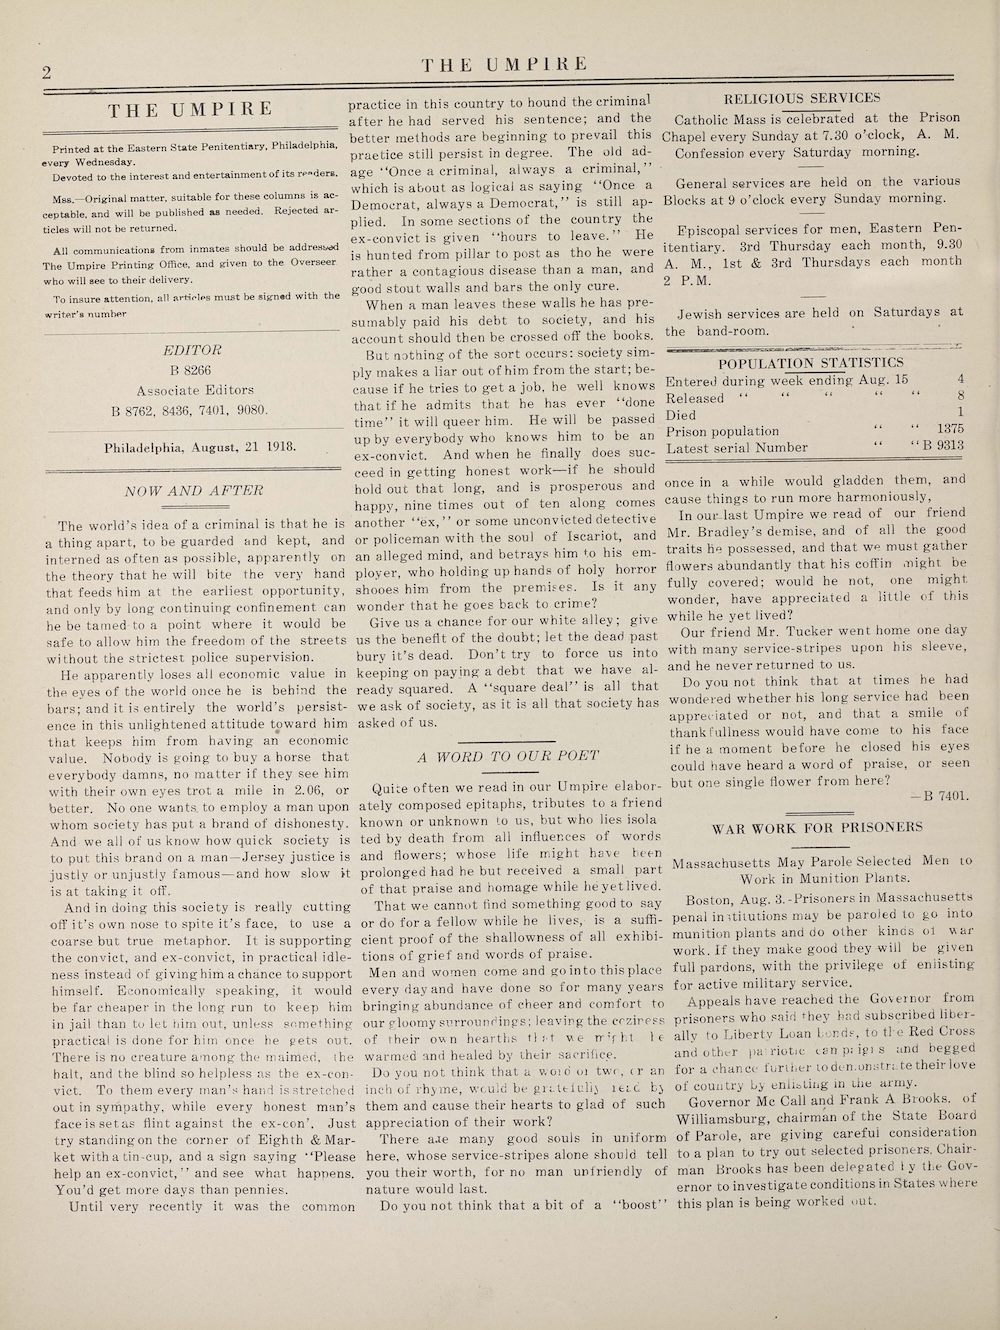 2
THE UMPIRE
THE UMPIRE
Printed at the Eastern State Penitentiary, Philadelphia,
every Wednesday.
Devoted to the interest and entertainment of its readers.
Mss.—Original matter, suitable for these columns is ac-
ceptable, and will be published as needed. Rejected ar-
ticles will not be returned.
All communications from inmates should be addressed
The Umpire Printing Office, and given to the Overseer
who will see to their delivery.
To insure attention, all articles must be signed with the
writer's number
EDITOR
B 8266
Associate Editors
B 8762, 8436, 7401, 9080.
Philadelphia, August, 21 1918.
NOW AND AFTER
The world's idea of a criminal is that he is
a thing apart, to be guarded and kept, and
interned as often as possible, apparently on
the theory that he will bite the very hand
that feeds him at the earliest opportunity,
and only by long continuing confinement can
he be tamed to a point where it would be
safe to allow him the freedom of the streets
without the strictest police supervision.
He apparently loses all economic value in
the eyes of the world once he is behind the
bars; and it is entirely the world's persist-
ence in this unlightened attitude toward him
that keeps him from having an economic
value. Nobody is going to buy a horse that
everybody damns, no matter if they see him
with their own eyes trot a mile in 2.06, or
better. No one wants to employ a man upon
whom society has put a brand of dishonesty.
And we all of us know how quick society is
to put this brand on a man—Jersey justice is
justly or unjustly famous—and how slow it
is at taking it off.
And in doing this society is really cutting
off it's own nose to spite it's face, to use a
coarse but true metaphor. It is supporting
the convict, and ex-convict, in practical idle-
ness instead of giving him a chance to support
himself. Economically speaking, it would
be far cheaper in the long run to keep him
in jail than to let him out, unless something
practical is done for him once he gets out.
There is no creature among the maimed, the
halt, and the blind so helpless as the ex-con-
vict. To them every man's hand is stretched
out in sympathy, while every honest man's
face is set as flint against the ex-con'. Just
try standing on the corner of Eighth & Mar-
ket with a tin-cup, and a sign saying "Please
help an ex-convict," and see what happens.
You'd get more days than pennies.
Until very recently it was the common
practice in this country to hound the criminal
after he had served his sentence; and the
better methods are beginning to prevail this
practice still persist in degree. The old ad-
age "Once a criminal, always a criminal,"
which is about as logical as saying "Once a
Democrat, always a Democrat," is still ap-
plied. In some sections of the country the
ex-convict is given "hours to leave." He
is hunted from pillar to post as tho he were
rather a contagious disease than a man, and
good stout walls and bars the only cure.
When a man leaves these walls he has pre-
sumably paid his debt to society, and his
account should then be crossed off the books.
But nothing of the sort occurs: society sim-
ply makes a liar out of him from the start; be-
cause if he tries to get a job, he well knows
that if he admits that he has ever "done
time" it will queer him. He will be passed
up by everybody who knows him to be an
ex-convict. And when he finally does suc-
ceed in getting honest work—if he should
hold out that long, and is prosperous and
happy, nine times out of ten along comes
another "ex," or some unconvicted detective
or policeman with the soul of Iscariot, and
an alleged mind, and betrays him to his em-
ployer, who holding up hands of holy horror
shooes him from the premises. Is it any
wonder that he goes back to crime?
Give us a chance for our white alley; give
us the benefit of the doubt; let the dead past
bury it's dead. Don't try to force us into
keeping on paying a debt that we have al-
ready squared. A "square deal" is all that
we ask of society, as it is all that society has
asked of us.
A WORD TO OUR POET
Quite often we read in our Umpire elabor-
ately composed epitaphs, tributes to a friend
known or unknown to us, but who lies isola
ted by death from all influences of words
and flowers; whose life might have been
prolonged had he but received a small part
of that praise and homage while he yet lived.
That we cannot find something good to say
or do for a fellow while he lives, is a suffi-
cient proof of the shallowness of all exhibi-
tions of grief and words of praise.
Men and women come and go into this place
every day and have done so for many years
bringing abundance of cheer and comfort to
our gloomy surroundings; leaving the coziness
of their own hearths that we might be
warmed and healed by their sacrifice.
Do you not think that a word or two, or an
inch of rhyme, would be gratefully read by
them and cause their hearts to glad of such
appreciation of their work?
There are many good souls in uniform
here, whose service-stripes alone should tell
you their worth, for no man unfriendly of
nature would last.
Do you not think that a bit of a "boost"
RELIGIOUS SERVICES
Catholic Mass is celebrated at the Prison
Chapel every Sunday at 7.30 o'clock, A. M.
Confession every Saturday morning.
General services are held on the various
Blocks at 9 o'clock every Sunday morning.
Episcopal services for men, Eastern Pen-
itentiary. 3rd Thursday each month, 9.30
A. M., 1st & 3rd Thursdays each month
2 P.M.
Jewish services are held on Saturdays at
the band-room.
POPULATION STATISTICS
Entered during week ending Aug. 15 4
Released " " " " " 8
Died 1
Prison population " " 1375
Latest serial Number " " B 9313
once in a while would gladden them, and
cause things to run more harmoniously,
In our last Umpire we read of our friend
Mr. Bradley's demise, and of all the good
traits he possessed, and that we must gather
flowers abundantly that his coffin might be
fully covered; would he not, one might
wonder, have appreciated a little of this
while he yet lived?
Our friend Mr. Tucker went home one day
with many service-stripes upon his sleeve,
and he never returned to us.
Do you not think that at times he had
wondered whether his long service had been
appreciated or not, and that a smile of
thankfullness would have come to his face
if he a moment before he closed his eyes
could have heard a word of praise, or seen
but one single flower from here?
—B 7401.
WAR WORK FOR PRISONERS
Massachusetts May Parole Selected Men to
Work in Munition Plants.
Boston, Aug. 3.-Prisoners in Massachusetts
penal institutions may be paroled to go into
munition plants and do other kinds of war
work. If they make good they will be given
full pardons, with the privilege of enlisting
for active military service.
Appeals have reached the Governor from
prisoners who said they had subscribed liber-
ally to Liberty Loan bonds, to the Red Cross
and other patriotic campaigns and begged
for a chance further to demonstrate their love
of country by enlisting in the army.
Governor Mc Call and Frank A Brooks. of
Williamsburg, chairman of the State Board
of Parole, are giving careful consideration
to a plan to try out selected prisoners. Chair-
man Brooks has been delegated by the Gov-
ernor to investigate conditions in States where
this plan is being worked out.